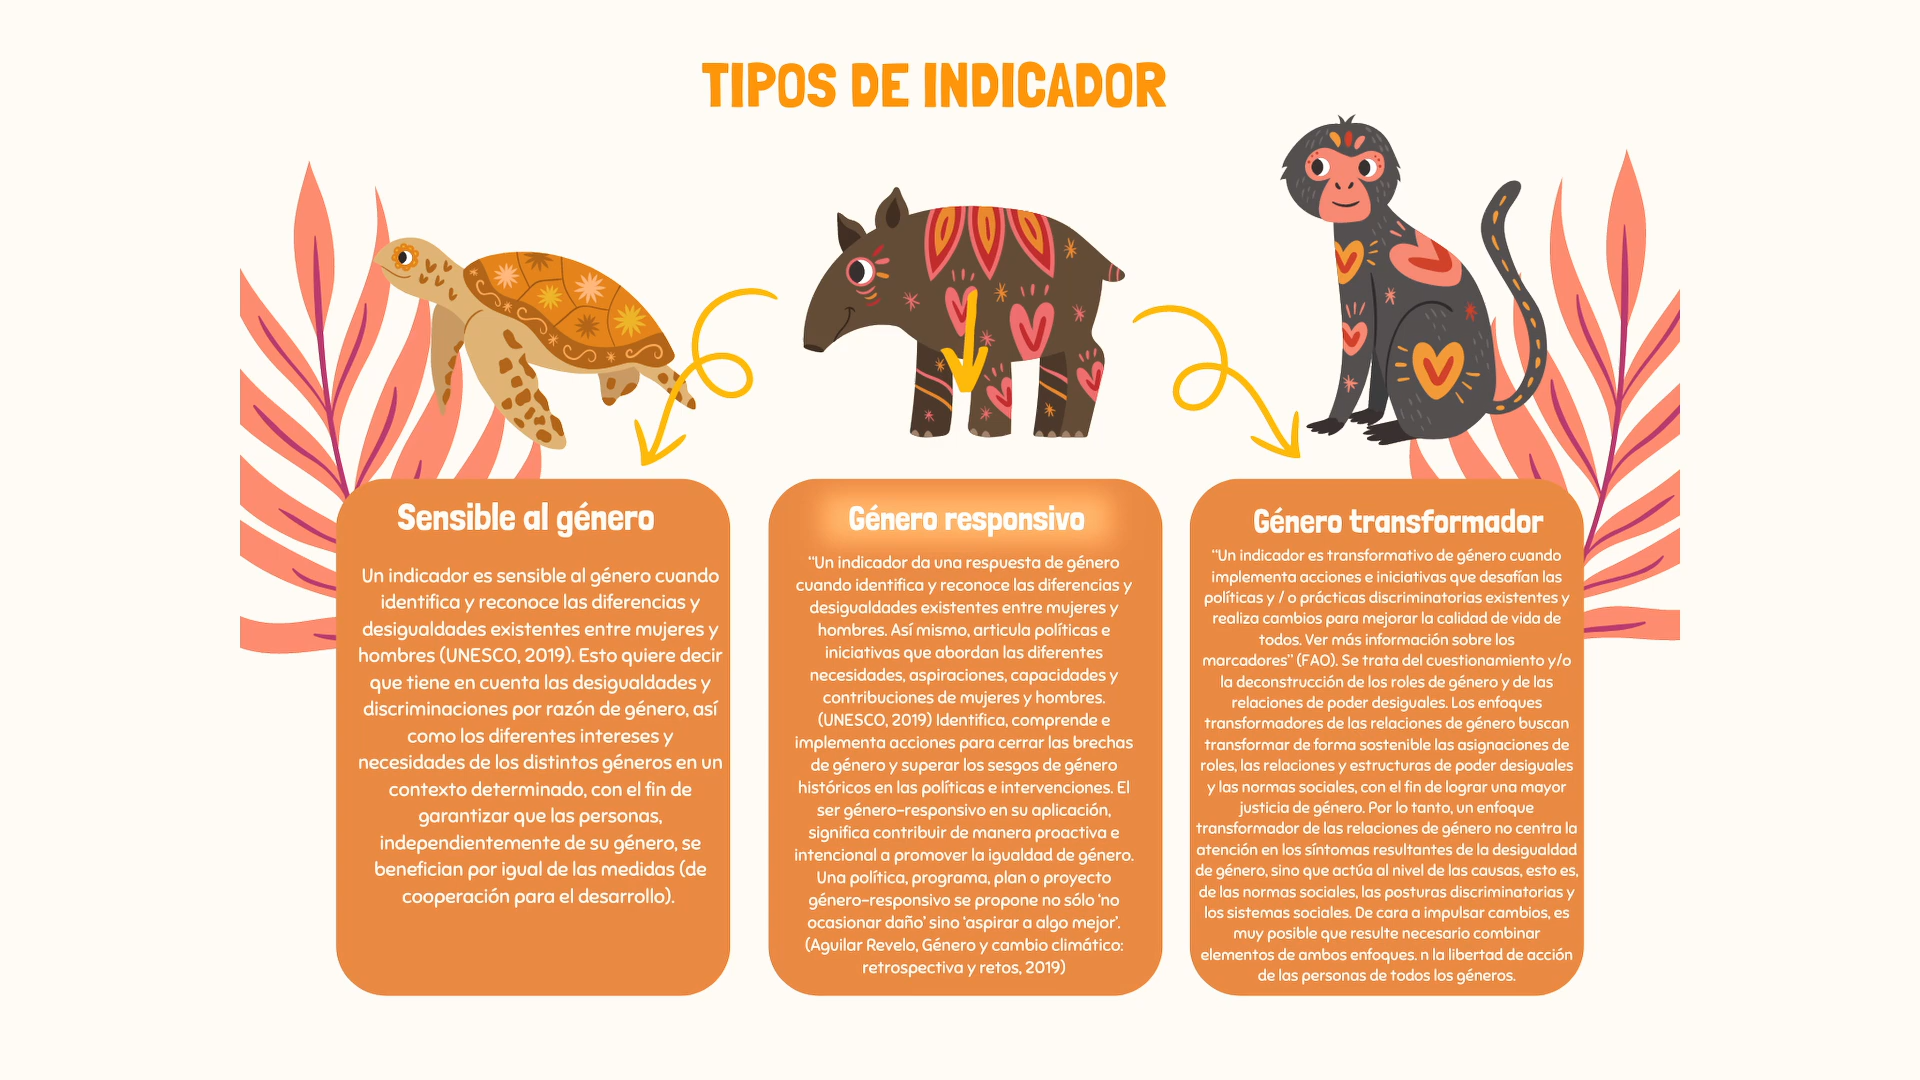 TIPOS DE INDICADOR
Sensible al género
Un indicador es sensible al género cuando
identifica y reconoce las diferencias y
desigualdades existentes entre mujeres y
hombres (UNESCO, 2019). Esto quiere decir
que tiene en cuenta las desigualdades y
discriminaciones por razón de género, así
como los diferentes intereses y
necesidades de los distintos géneros en un
contexto determinado, con el fin de
garantizar que las personas,
independientemente de su género, se
benefician por igual de las medidas (de
cooperación para el desarrollo).
Género responsivo
“Un indicador da una respuesta de género
cuando identifica y reconoce las diferencias y
desigualdades existentes entre mujeres y
hombres. Así mismo, articula políticas e
iniciativas que abordan las diferentes
necesidades, aspiraciones, capacidades y
contribuciones de mujeres y hombres.
(UNESCO, 2019) Identifica, comprende e
implementa acciones para cerrar las brechas
de género y superar los sesgos de género
históricos en las políticas e intervenciones. El
ser género-responsivo en su aplicación,
significa contribuir de manera proactiva e
intencional a promover la igualdad de género.
Una política, programa, plan o proyecto
género-responsivo se propone no sólo ‘no
ocasionar daño’ sino ‘aspirar a algo mejor’.
(Aguilar Revelo, Género y cambio climático:
retrospectiva y retos, 2019)
Género transformador
“Un indicador es transformativo de género cuando
implementa acciones e iniciativas que desafían las
políticas y / o prácticas discriminatorias existentes y
realiza cambios para mejorar la calidad de vida de
todos. Ver más información sobre los
marcadores” (FAO). Se trata del cuestionamiento y/o
la deconstrucción de los roles de género y de las
relaciones de poder desiguales. Los enfoques
transformadores de las relaciones de género buscan
transformar de forma sostenible las asignaciones de
roles, las relaciones y estructuras de poder desiguales
y las normas sociales, con el fin de lograr una mayor
justicia de género. Por lo tanto, un enfoque
transformador de las relaciones de género no centra la
atención en los síntomas resultantes de la desigualdad
de género, sino que actúa al nivel de las causas, esto es,
de las normas sociales, las posturas discriminatorias y
los sistemas sociales. De cara a impulsar cambios, es
muy posible que resulte necesario combinar
elementos de ambos enfoques. n la libertad de acción
de las personas de todos los géneros.